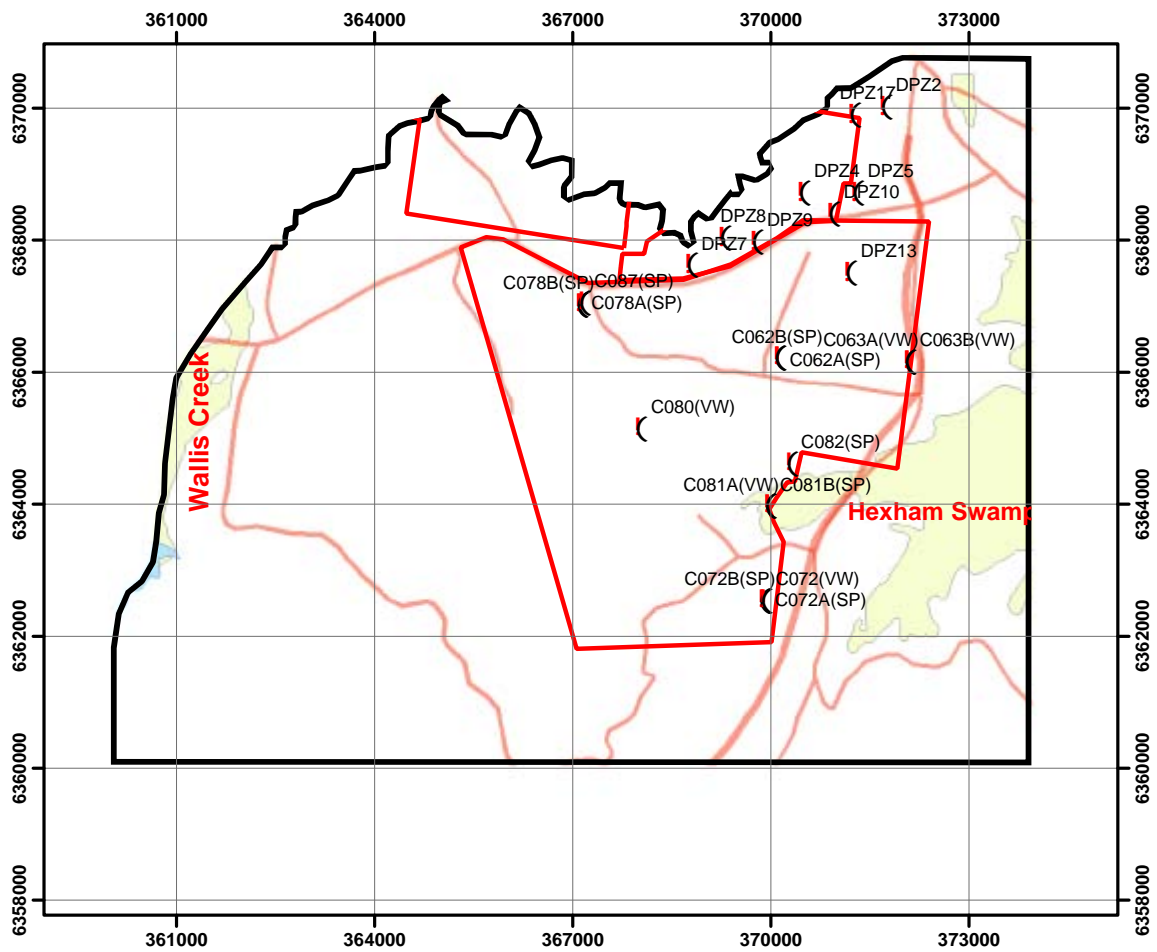 361000 364000 367000 370000 373000
6370000
6370000
DPZ17
DPZ2
DPZ4
DPZ5
DPZ10
6368000
6368000
DPZ8
DPZ9
DPZ7
DPZ13
C078B(SP)
C087(SP)
C078A(SP)
C062B(SP)
C063A(VW)
C063B(VW)
C062A(SP)
6366000
6366000
Wallis Creek
C080(VW)
C082(SP)
C081A(VW)
C081B(SP)
6364000
6364000
Hexham Swamp
C072B(SP)
C072(VW)
C072A(SP)
6362000
6362000
6360000
6360000
6358000
6358000
361000 364000 367000 370000 373000